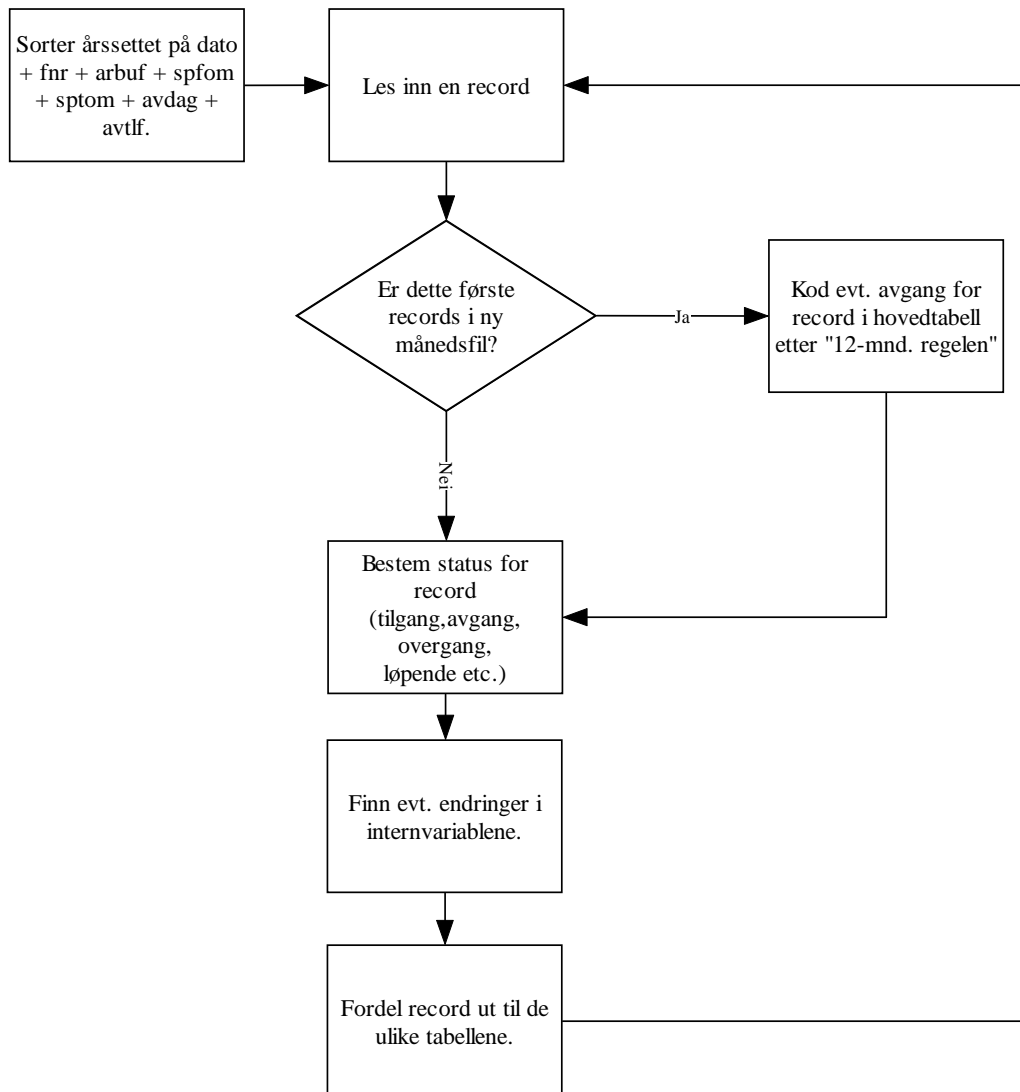 Sorter årssettet på dato
+ fnr + arbuf + spfom
+ sptom + avdag +
avtlf.
Les inn en record
Er dette første
records i ny
månedsfil?
Ja
Kod evt. avgang for
record i hovedtabell
etter "12-mnd. regelen"
Nei
Bestem status for
record
(tilgang,avgang,
overgang,
løpende etc.)
Finn evt. endringer i
internvariablene.
Fordel record ut til de
ulike tabellene.